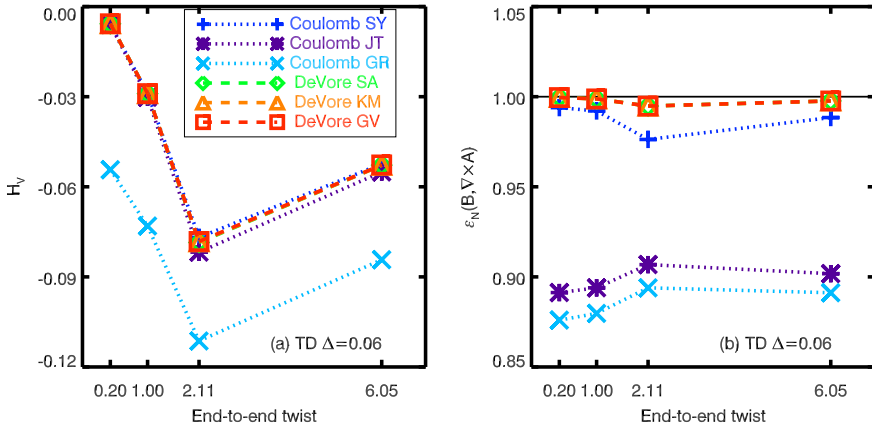 0.00
-0.03
-0.06
-0.09
-0.12
H_V
Coulomb SY
Coulomb JT
Coulomb GR
DeVore SA
DeVore KM
DeVore GV
(a) TD Δ=0.06
0.20 1.00 2.11 6.05
End-to-end twist
1.05
1.00
0.95
0.90
0.85
ε_N(B,∇×A)
(b) TD Δ=0.06
0.20 1.00 2.11 6.05
End-to-end twist